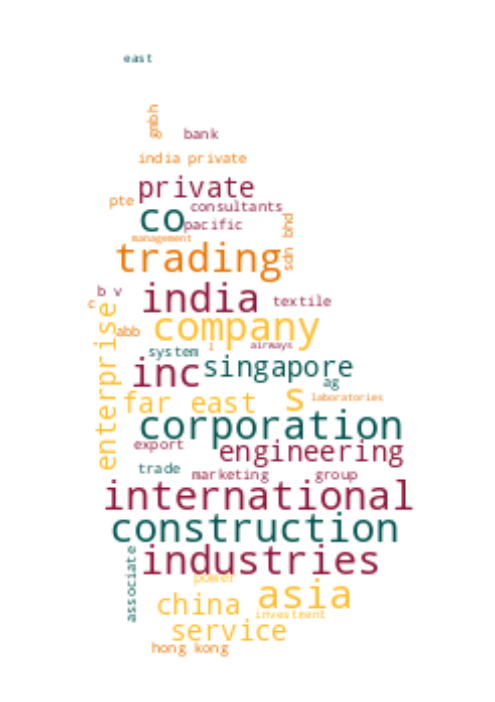 east
gmbh
bank
india private
private
pte
consultants
co
pacific
sdn bhd
management
trading
b v
india
textile
c
enterprise
abb
company
system
l
airways
inc
singapore
ag
far east
s
laboratories
corporation
export
engineering
trade
marketing
group
international
construction
associate
industries
power
china
asia
investment
service
hong kong